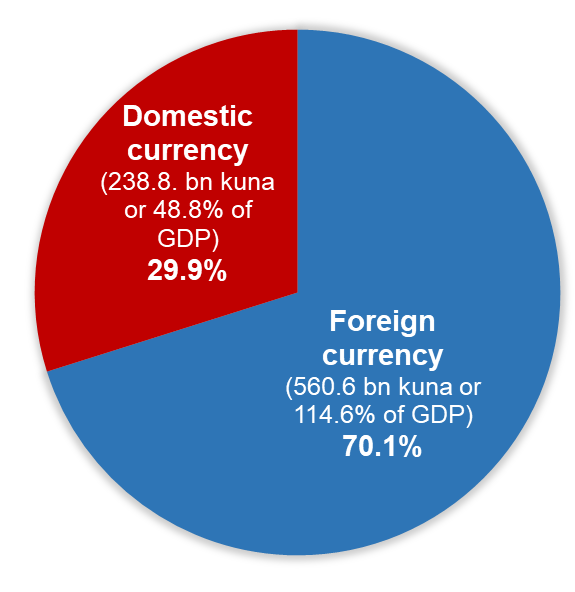 Domestic
currency
(238.8. bn kuna
or 48.8% of
GDP)
29.9%
Foreign
currency
(560.6 bn kuna or
114.6% of GDP)
70.1%